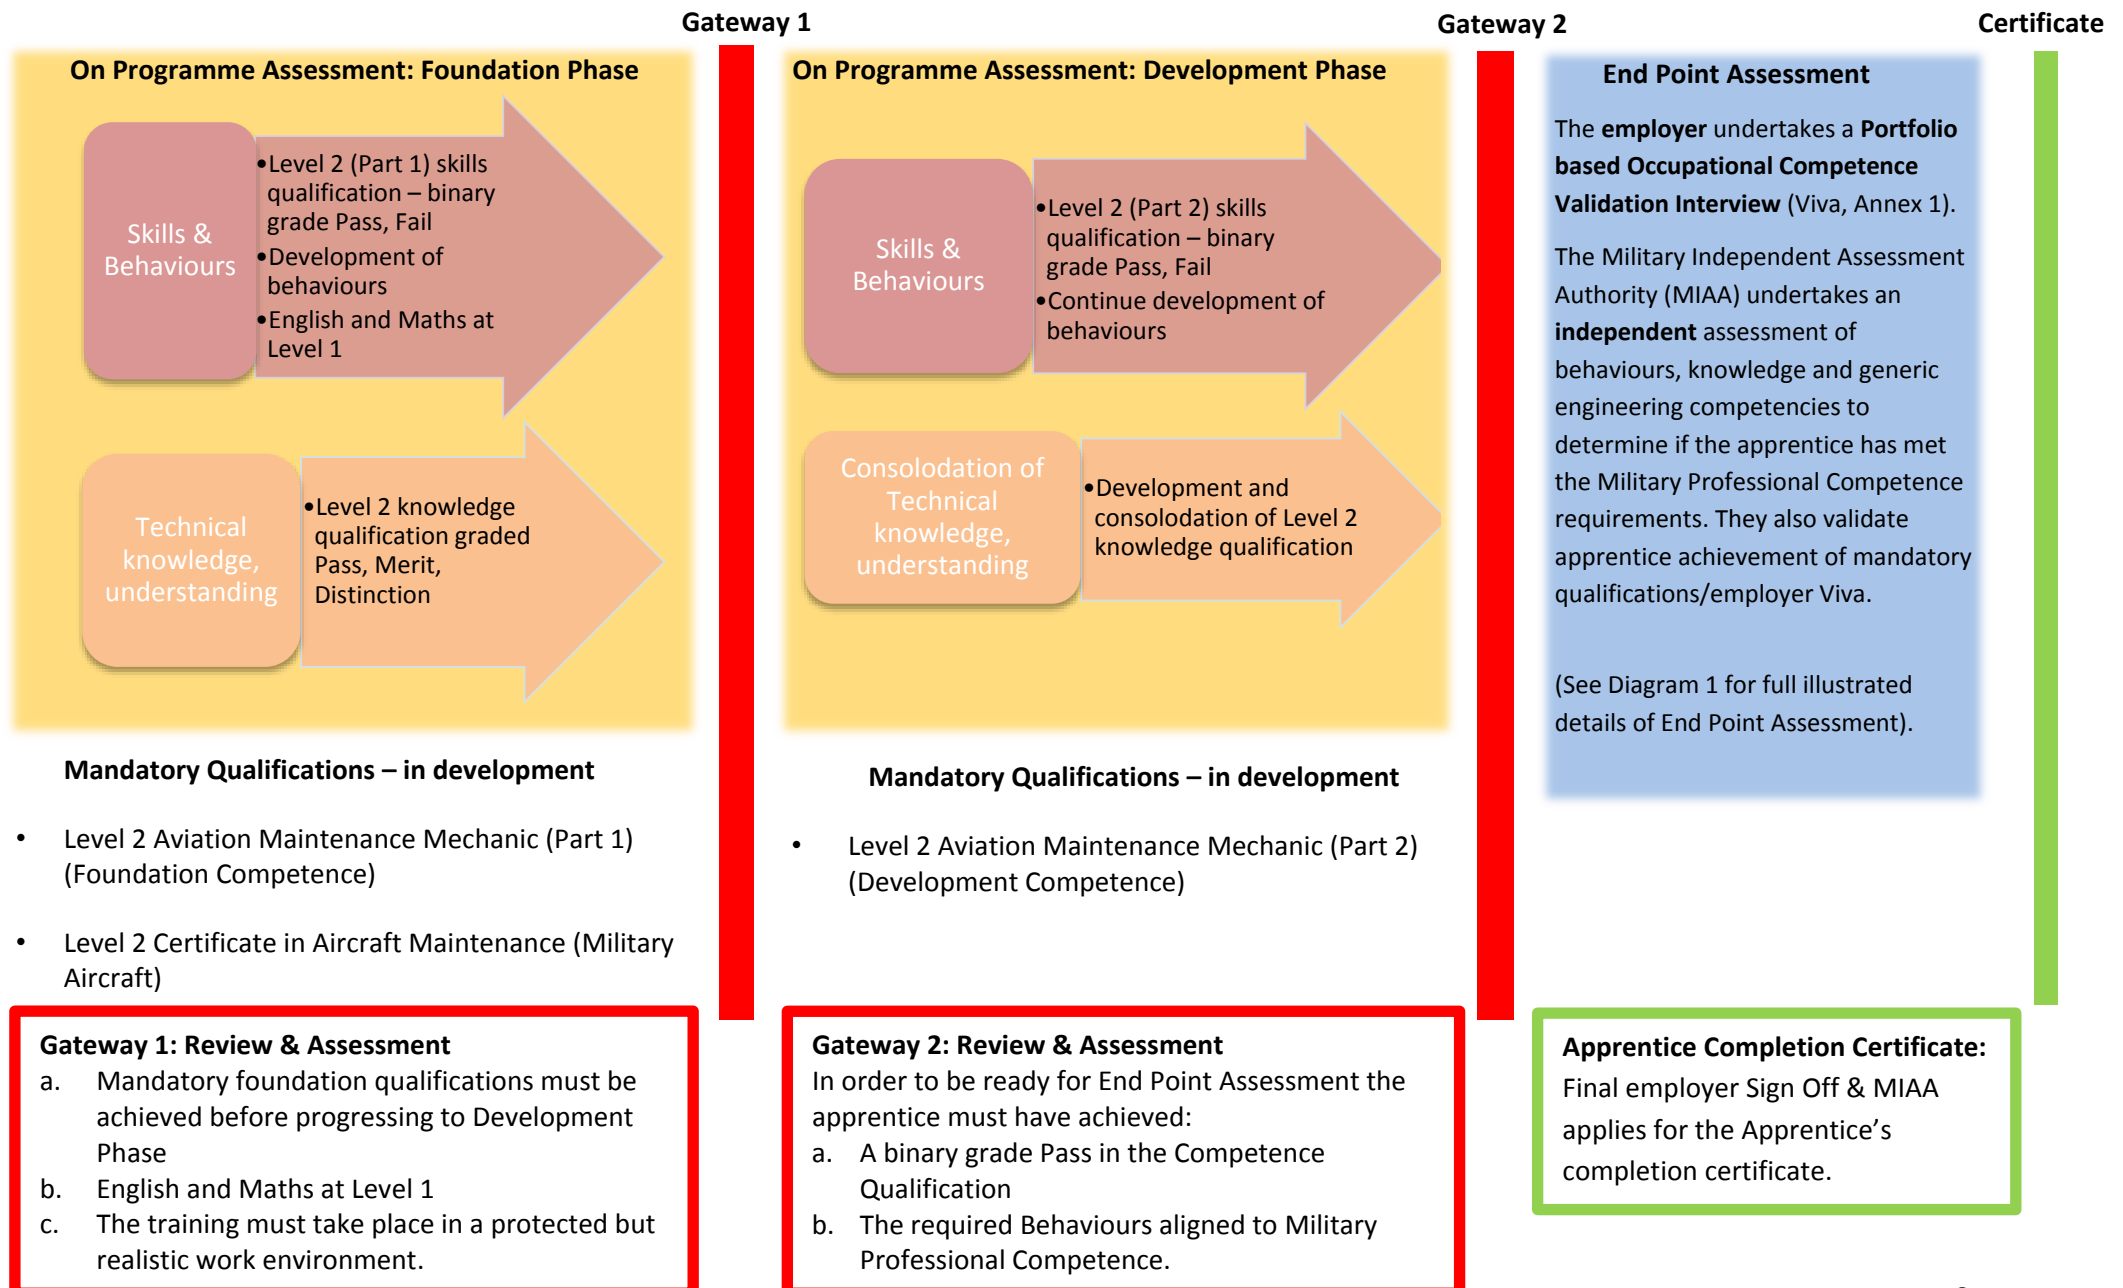 Gateway 1
Gateway 2
Certificate
On Programme Assessment: Foundation Phase
Skills &
Behaviours
•Level 2 (Part 1) skills
qualification – binary
grade Pass, Fail
•Development of
behaviours
•English and Maths at
Level 1
Technical
knowledge,
understanding
•Level 2 knowledge
qualification graded
Pass, Merit,
Distinction
Mandatory Qualifications – in development
• Level 2 Aviation Maintenance Mechanic (Part 1)
(Foundation Competence)
• Level 2 Certificate in Aircraft Maintenance (Military
Aircraft)
Gateway 1: Review & Assessment
a. Mandatory foundation qualifications must be
achieved before progressing to Development
Phase
b. English and Maths at Level 1
c. The training must take place in a protected but
realistic work environment.
On Programme Assessment: Development Phase
Skills &
Behaviours
•Level 2 (Part 2) skills
qualification – binary
grade Pass, Fail
•Continue development of
behaviours
Consolodation of
Technical
knowledge,
understanding
•Development and
consolodation of Level 2
knowledge qualification
Mandatory Qualifications – in development
• Level 2 Aviation Maintenance Mechanic (Part 2)
(Development Competence)
Gateway 2: Review & Assessment
In order to be ready for End Point Assessment the
apprentice must have achieved:
a. A binary grade Pass in the Competence
Qualification
b. The required Behaviours aligned to Military
Professional Competence.
End Point Assessment
The employer undertakes a Portfolio
based Occupational Competence
Validation Interview (Viva, Annex 1).
The Military Independent Assessment
Authority (MIAA) undertakes an
independent assessment of
behaviours, knowledge and generic
engineering competencies to
determine if the apprentice has met
the Military Professional Competence
requirements. They also validate
apprentice achievement of mandatory
qualifications/employer Viva.
(See Diagram 1 for full illustrated
details of End Point Assessment).
Apprentice Completion Certificate:
Final employer Sign Off & MIAA
applies for the Apprentice’s
completion certificate.